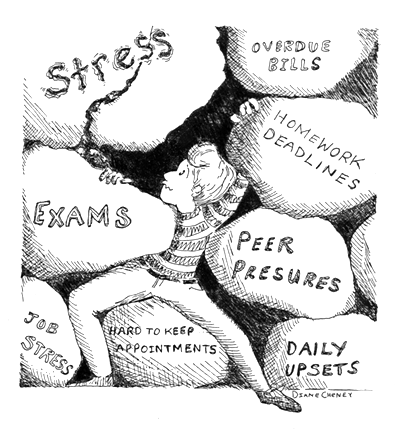 Stress
OVERDUE
BILLS
HOMEWORK
DEADLINES
EXAMS
PEER
PRESURES
JOB
STRESS
HARD TO KEEP
APPOINTMENTS
DAILY
UPSETS
DIANE CHENEY